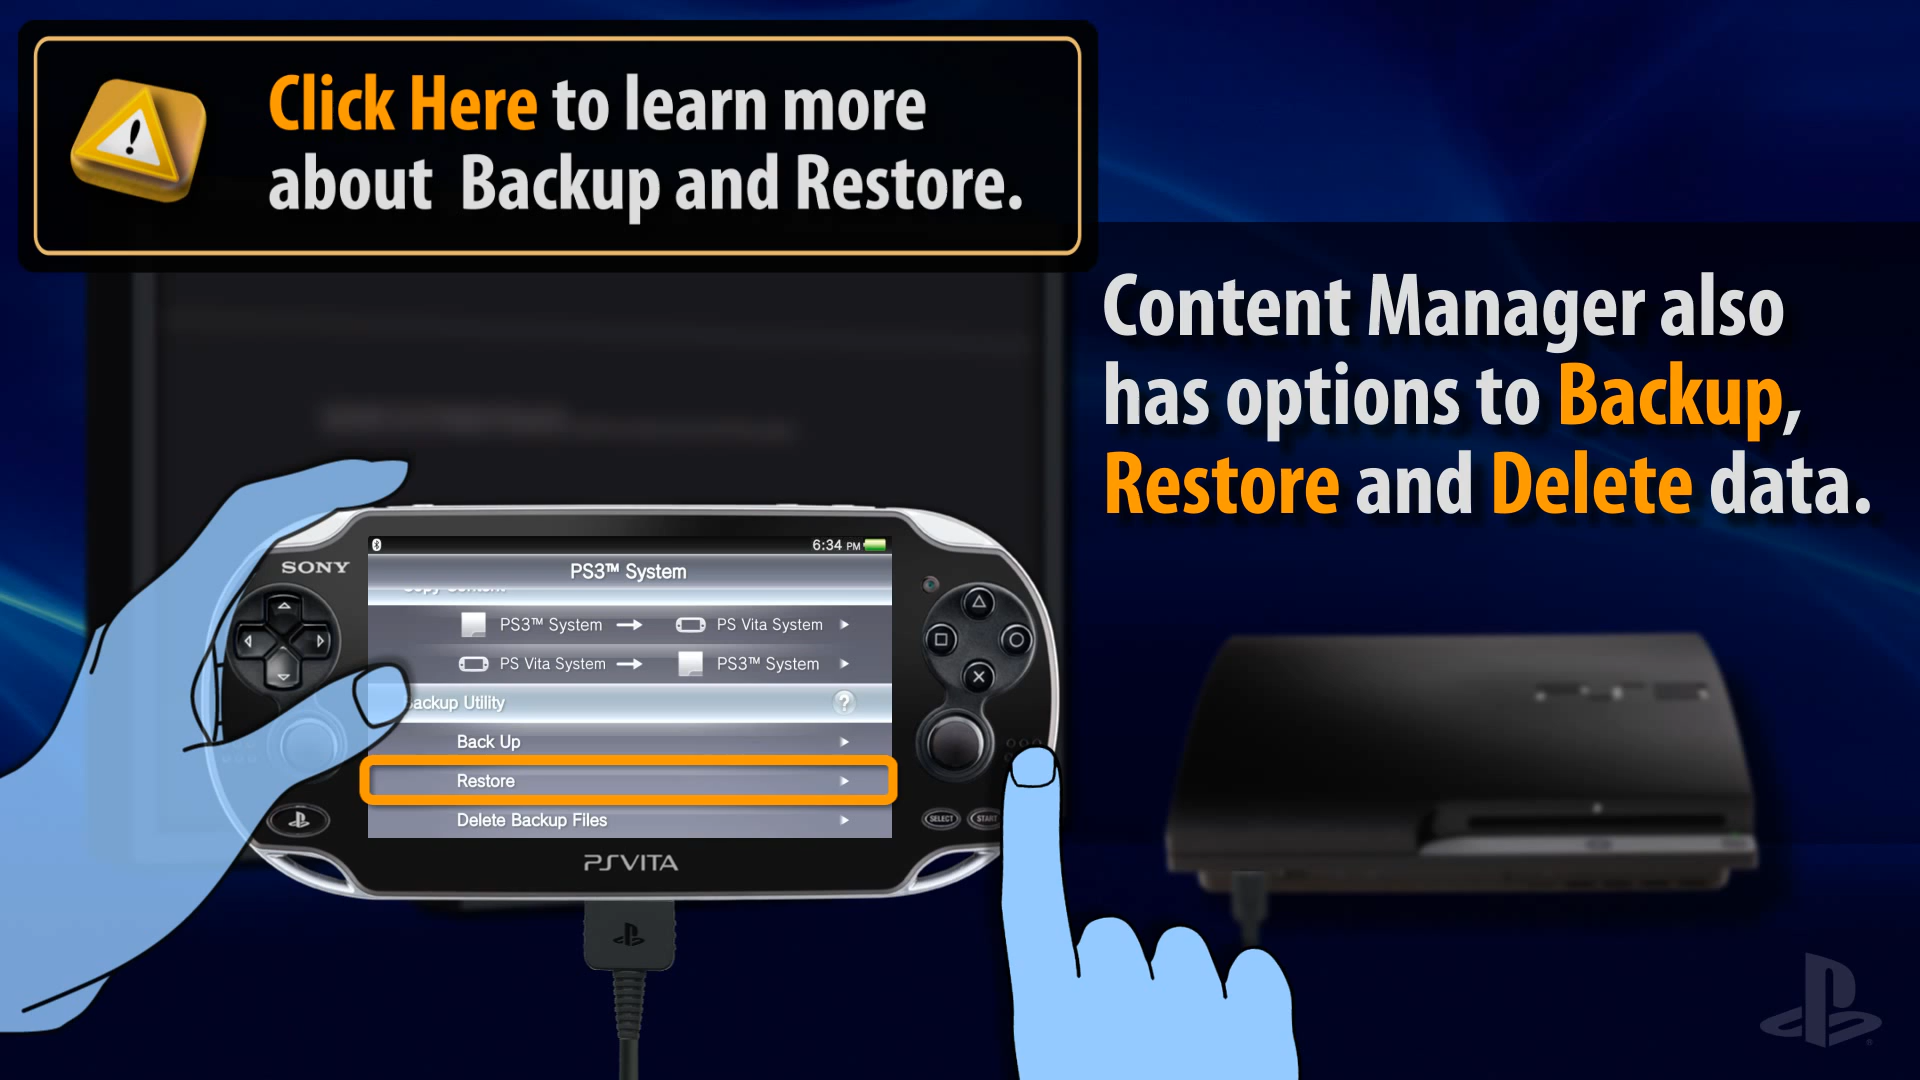 Click Here to learn more
about Backup and Restore.
Content Manager also
has options to Backup,
Restore and Delete data.
SONY
6:34 PM
PS3™ System
Copy Content
PS3™ System → PS Vita System
PS Vita System → PS3™ System
ackup Utility ?
Back Up
Restore
Delete Backup Files
SELECT START
PSVITA